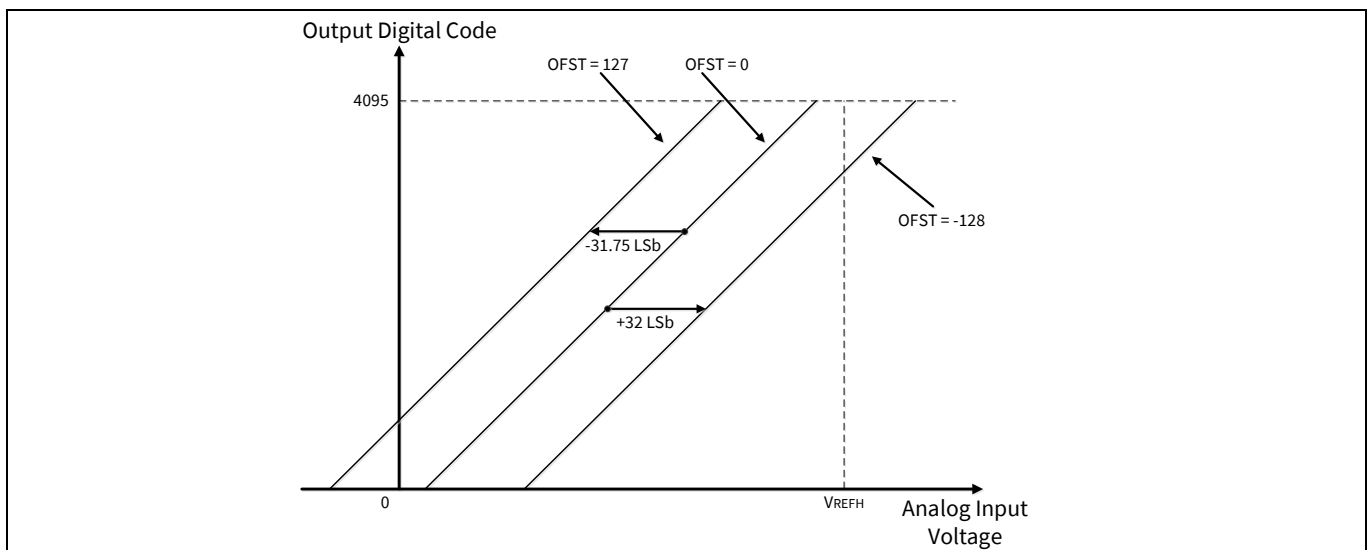 Output Digital Code
OFST = 127
OFST = 0
4095
OFST = -128
-31.75 LSb
+32 LSb
0
VREFH
Analog Input
Voltage